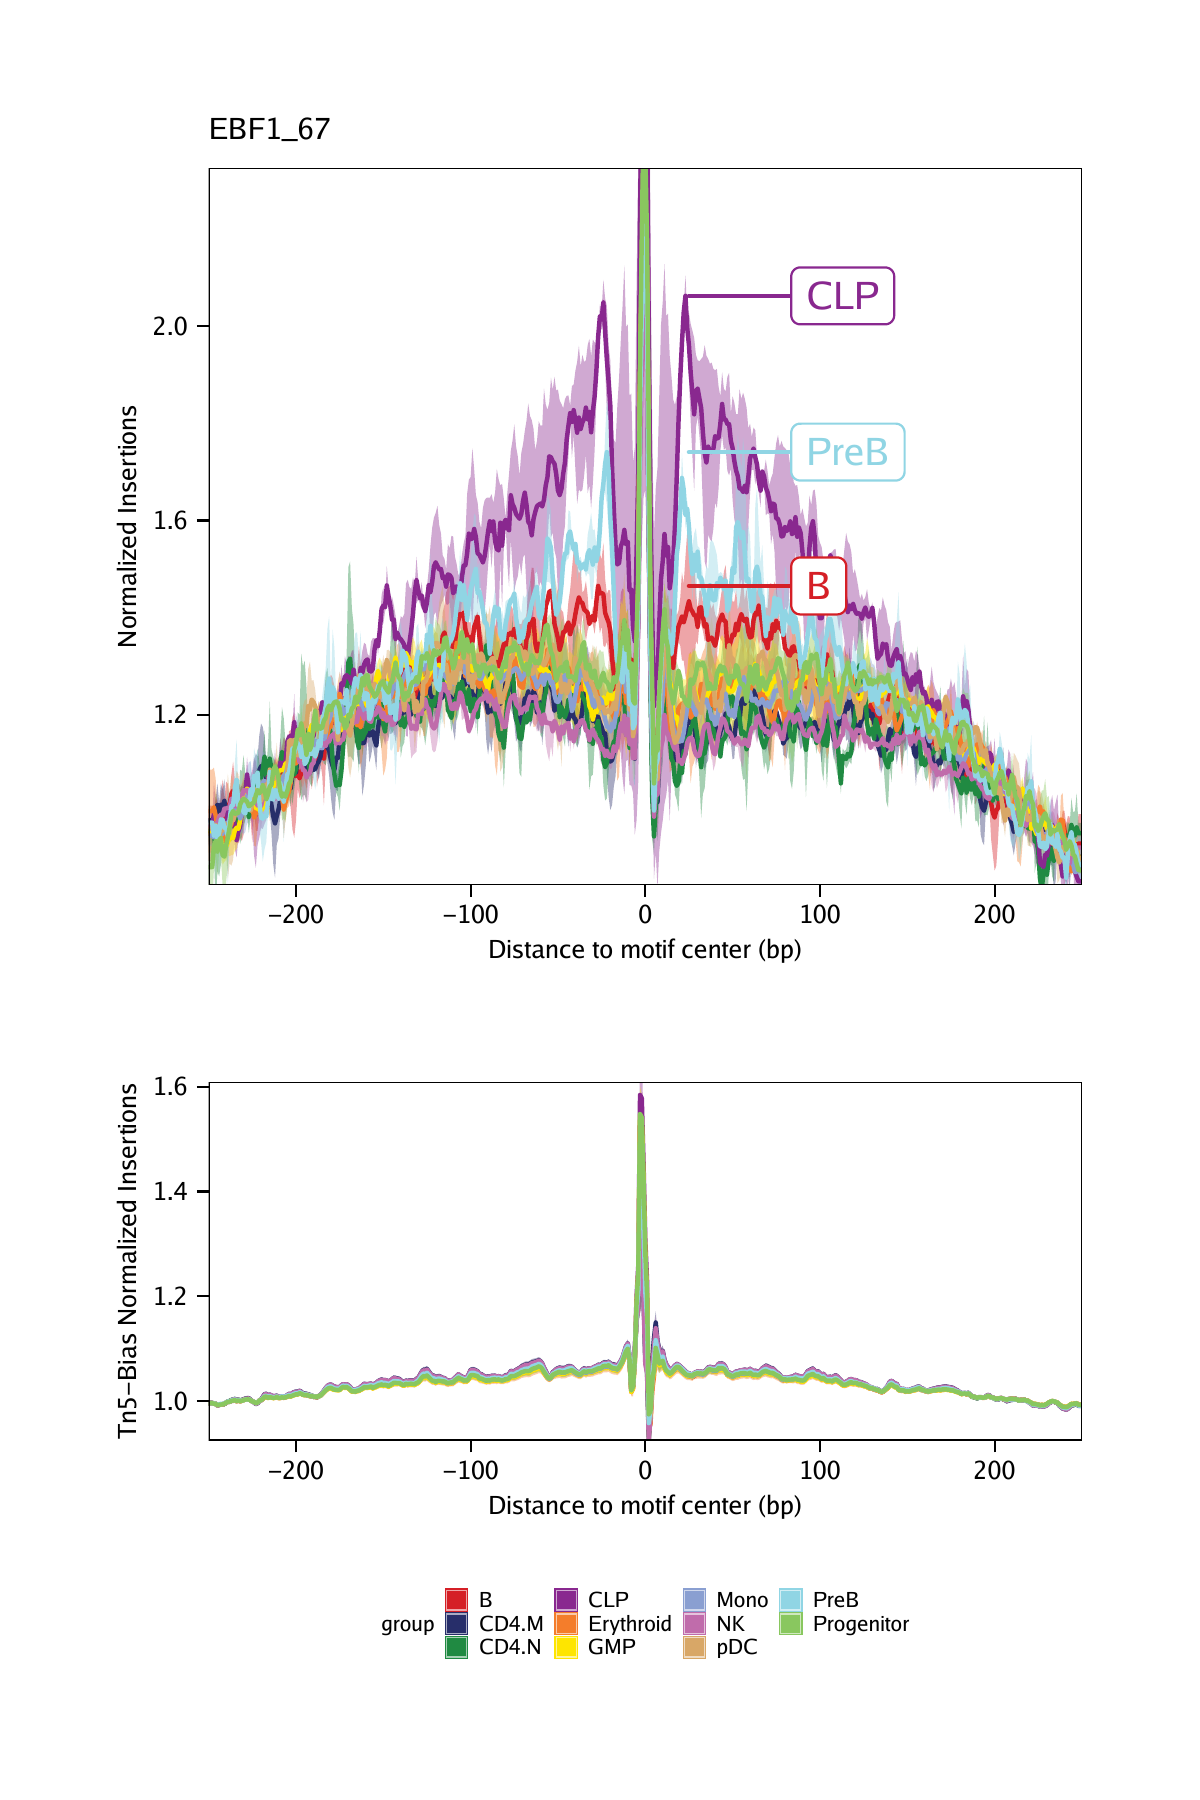 EBF1_67
Normalized Insertions
2.0
1.6
1.2
CLP
PreB
B
−200 −100 0 100 200
Distance to motif center (bp)
Tn5−Bias Normalized Insertions
1.6
1.4
1.2
1.0
−200 −100 0 100 200
Distance to motif center (bp)
B CLP Mono PreB
group CD4.M Erythroid NK Progenitor
CD4.N GMP pDC